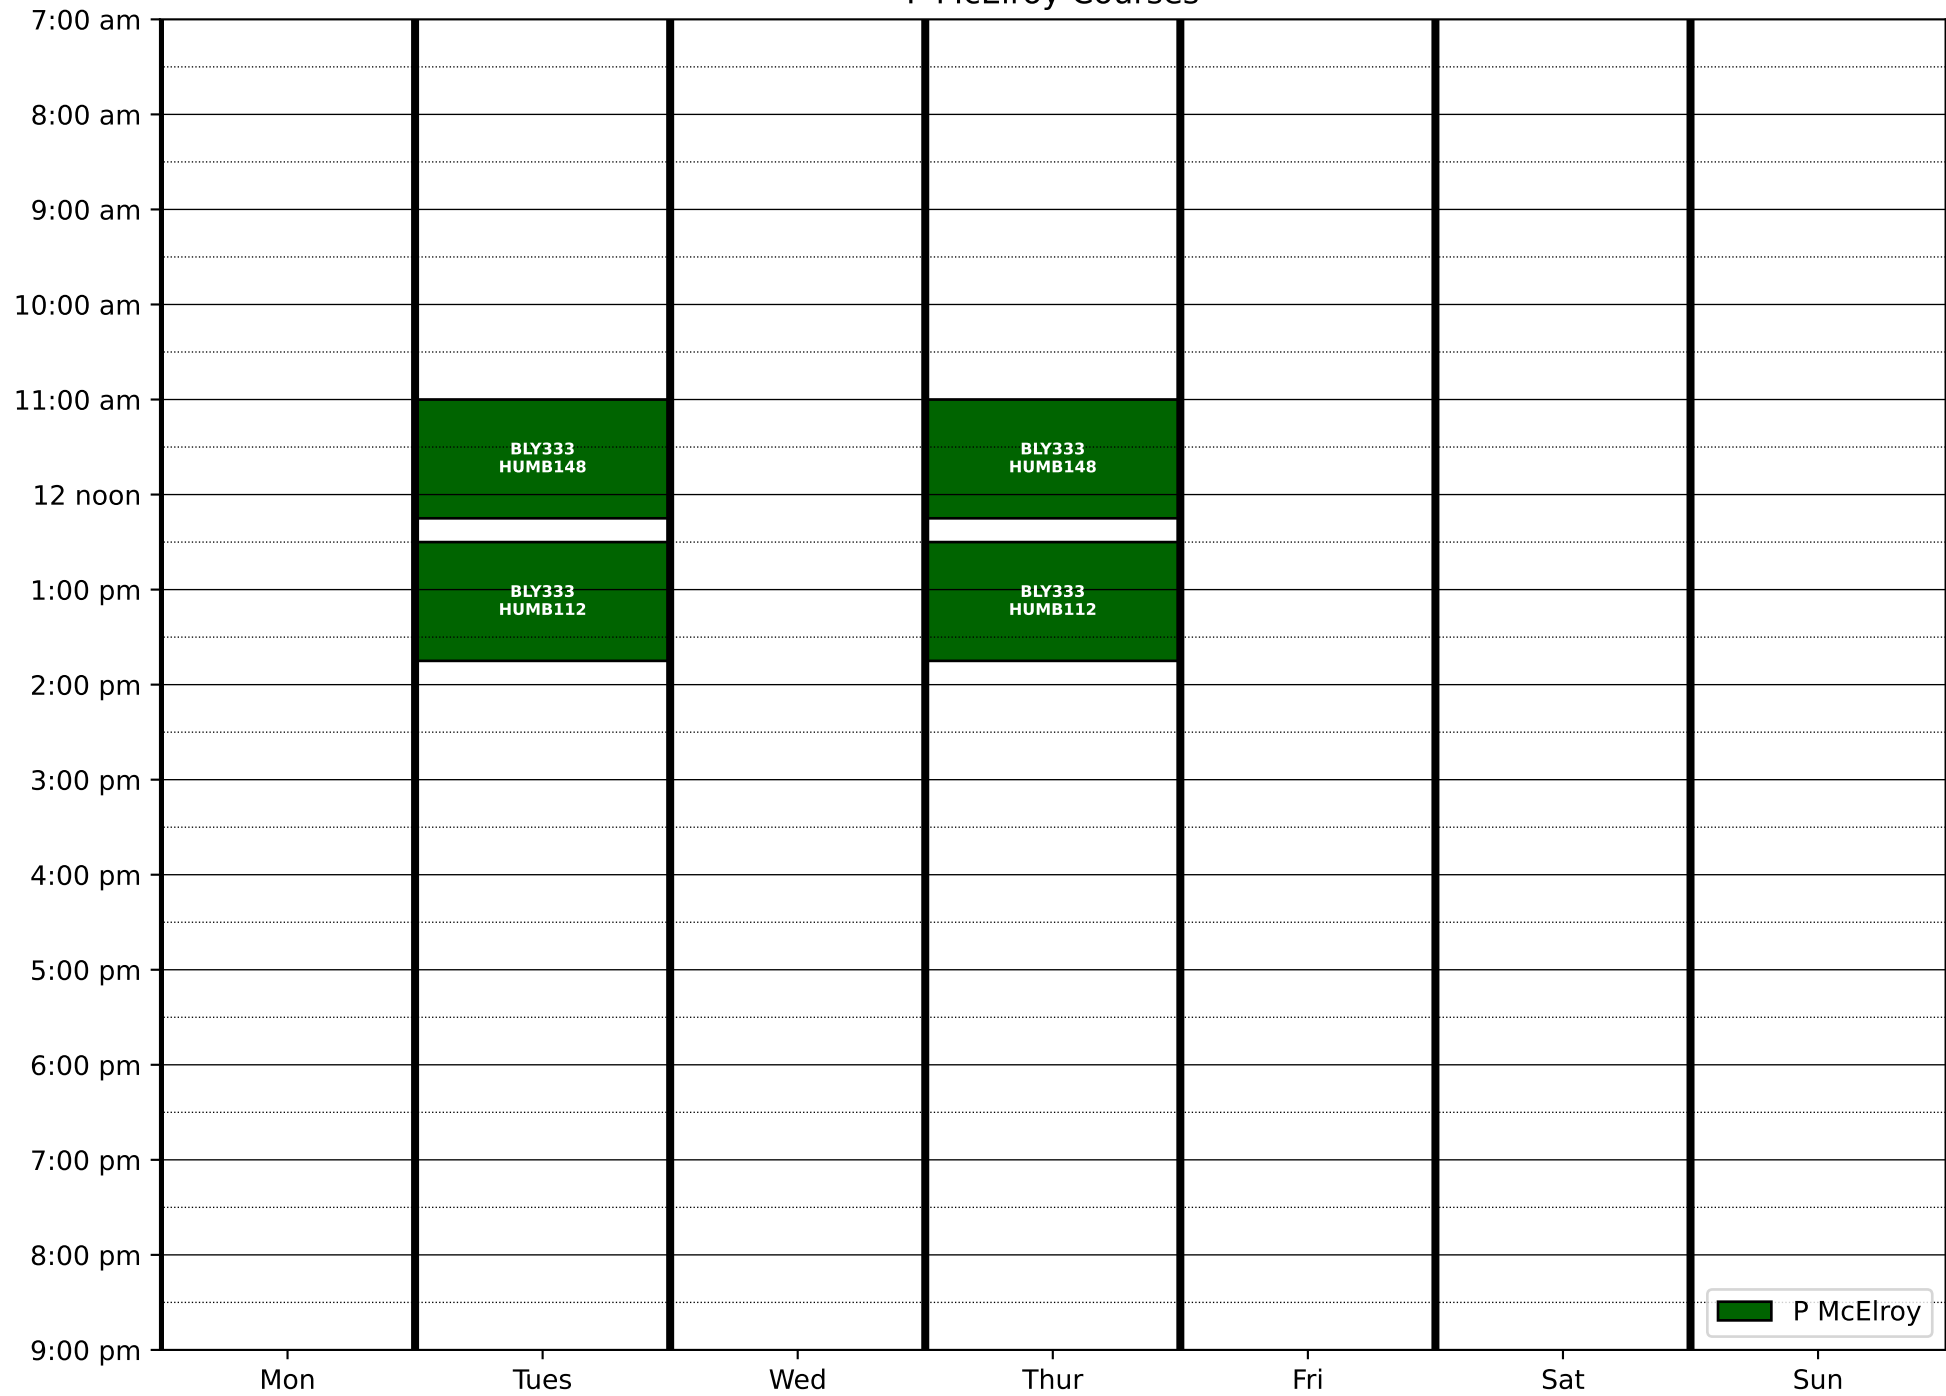 P McElroy Courses
7:00 am
8:00 am
9:00 am
10:00 am
11:00 am
BLY333
HUMB148
BLY333
HUMB148
12 noon
1:00 pm
BLY333
HUMB112
BLY333
HUMB112
2:00 pm
3:00 pm
4:00 pm
5:00 pm
6:00 pm
7:00 pm
8:00 pm
P McElroy
9:00 pm
Mon Tues Wed Thur Fri Sat Sun